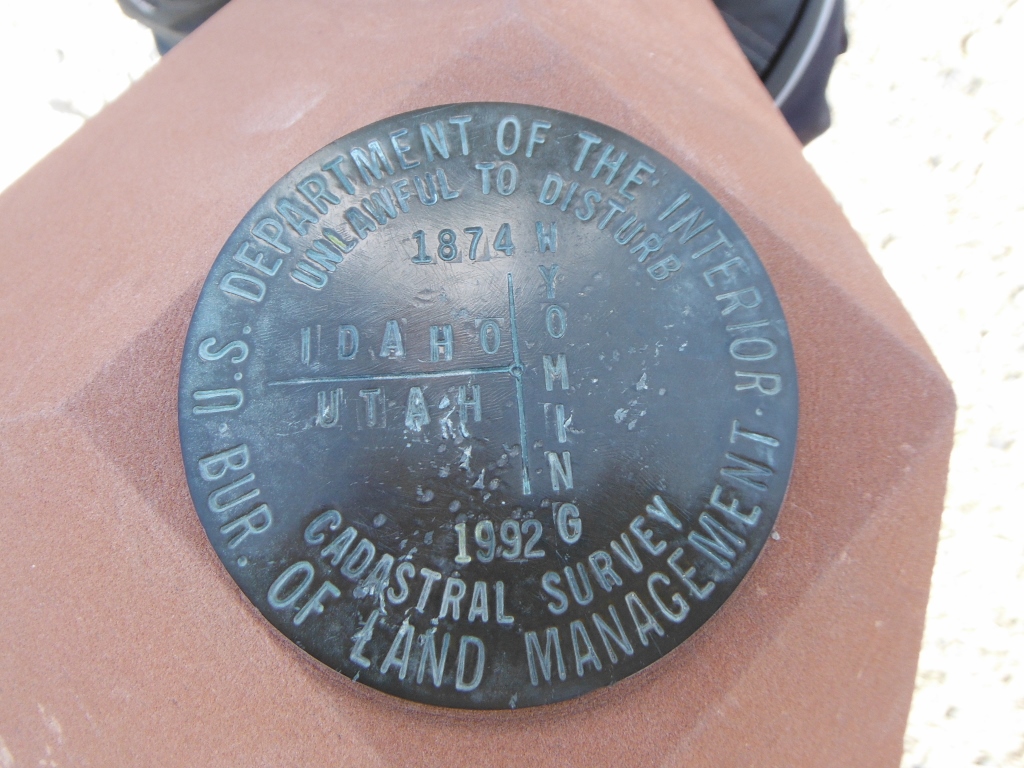 U.S. DEPARTMENT OF THE INTERIOR
UNLAWFUL TO DISTURB
1874
IDAHO
UTAH
WYOMING
1992
CADASTRAL SURVEY
BUR. OF LAND MANAGEMENT